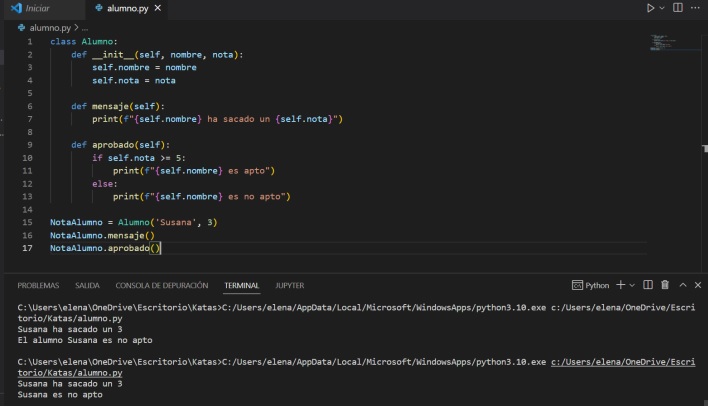 Iniciar
alumno.py
alumno.py > ...
1 class Alumno:
2     def __init__(self, nombre, nota):
3         self.nombre = nombre
4         self.nota = nota
5
6     def mensaje(self):
7         print(f"{self.nombre} ha sacado un {self.nota}")
8
9     def aprobado(self):
10         if self.nota >= 5:
11             print(f"{self.nombre} es apto")
12         else:
13             print(f"{self.nombre} es no apto")
14
15 NotaAlumno = Alumno('Susana', 3)
16 NotaAlumno.mensaje()
17 NotaAlumno.aprobado()
PROBLEMAS SALIDA CONSOLA DE DEPURACIÓN TERMINAL JUPYTER
Python
C:\Users\elena\OneDrive\Escritorio\Katas>C:/Users/elena/AppData/Local/Microsoft/WindowsApps/python3.10.exe c:/Users/elena/OneDrive/Escri
torio/Katas/alumno.py
Susana ha sacado un 3
El alumno Susana es no apto
C:\Users\elena\OneDrive\Escritorio\Katas>C:/Users/elena/AppData/Local/Microsoft/WindowsApps/python3.10.exe c:/Users/elena/OneDrive/Escri
torio/Katas/alumno.py
Susana ha sacado un 3
Susana es no apto